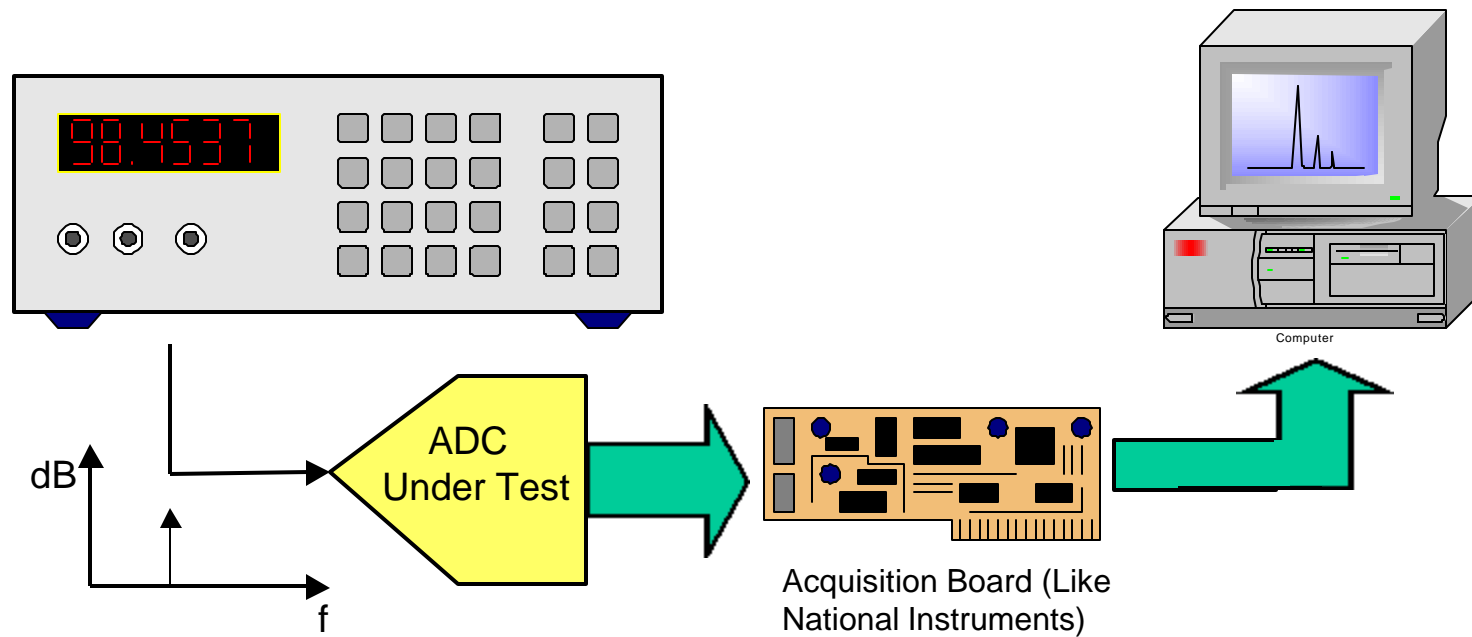 98.4537
Computer
dB
ADC
Under Test
f
Acquisition Board (Like
National Instruments)